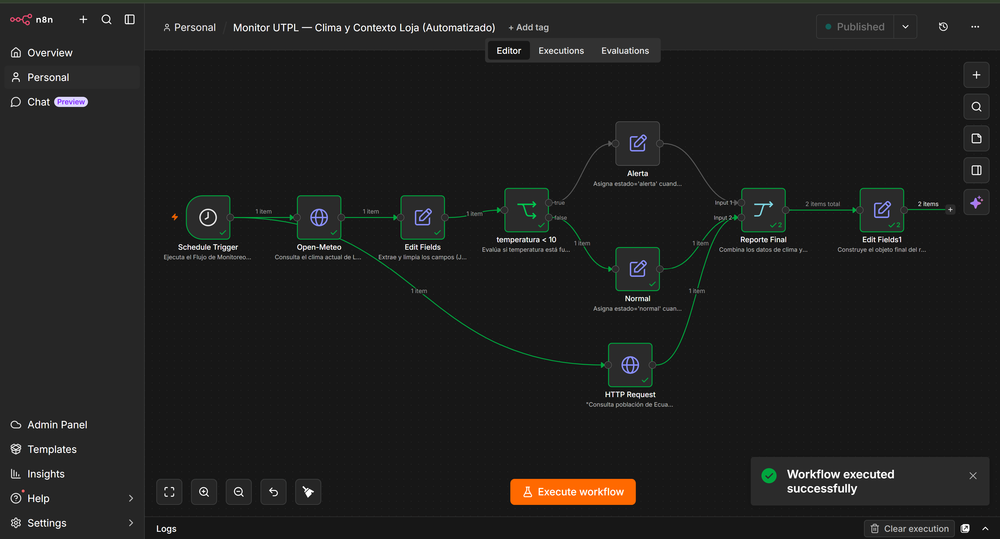 n8n
Personal / Monitor UTPL — Clima y Contexto Loja (Automatizado) + Add tag
Published
Editor Executions Evaluations
Overview
Personal
Chat Preview
Admin Panel
Templates
Insights
Help
Settings
Alerta
Asigna estado='alerta' cuand...
1 item
1 item
1 item
true
false
Input 1
Input 2
2 items total
2 items
2
2
Schedule Trigger
Ejecuta el Flujo de Monitoreo...
Open-Meteo
Consulta el clima actual de L...
Edit Fields
Extrae y limpia los campos (J...
temperatura < 10
Evalúa si temperatura está fu...
Reporte Final
Combina los datos de clima y...
Edit Fields1
Construye el objeto final del r...
1 item
1 item
Normal
Asigna estado='normal' cuan...
1 item
1 item
HTTP Request
"Consulta población de Ecua...
Execute workflow
Workflow executed
successfully
Logs
Clear execution